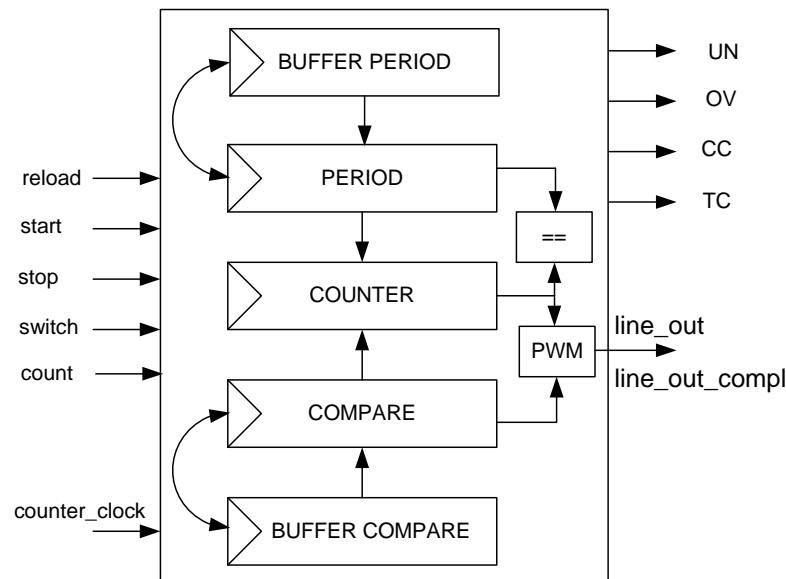 BUFFER PERIOD
PERIOD
==
COUNTER
PWM
COMPARE
BUFFER COMPARE
reload
start
stop
switch
count
counter_clock
UN
OV
CC
TC
line_out
line_out_compl